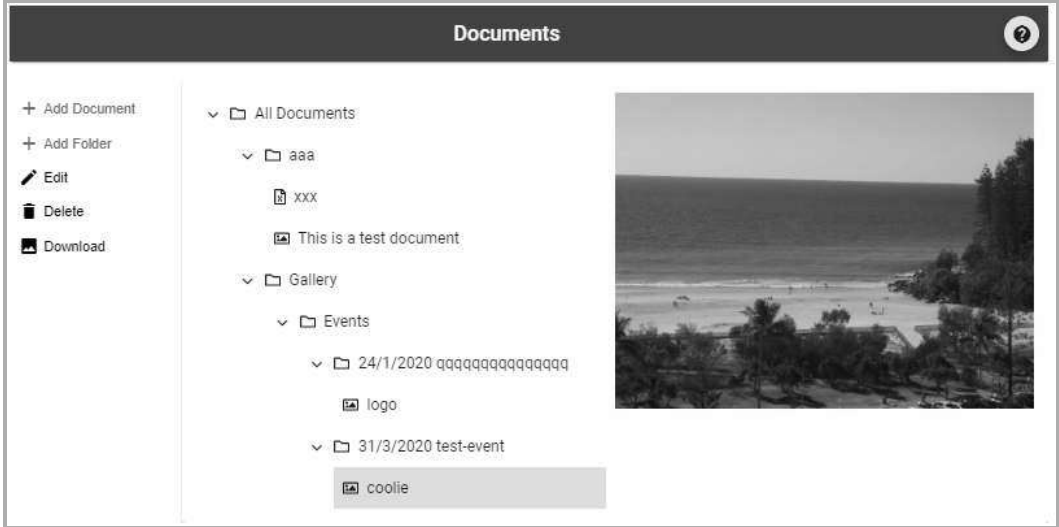 Documents
+ Add Document
+ Add Folder
Edit
Delete
Download
All Documents
aaa
xxx
This is a test document
Gallery
Events
24/1/2020 qqqqqqqqqqqqqqq
logo
31/3/2020 test-event
coolie